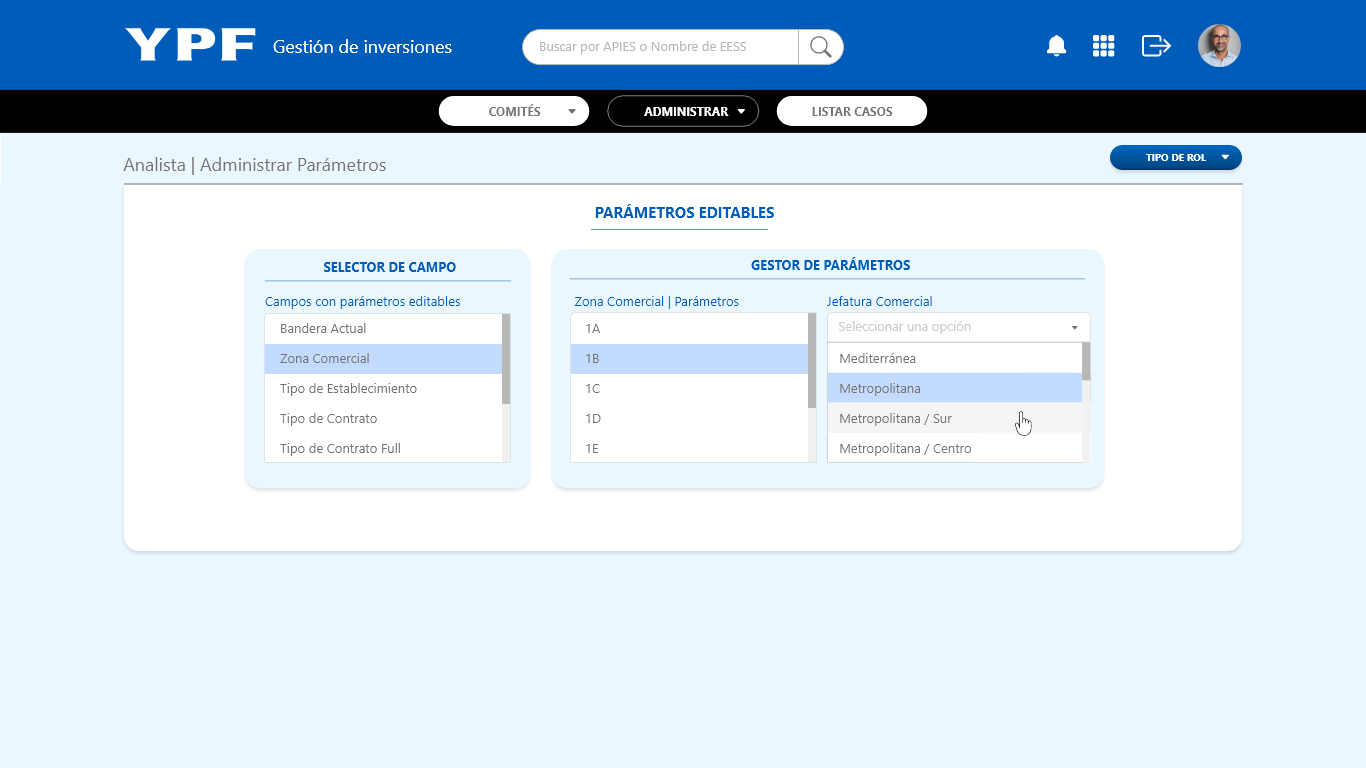 YPF Gestión de inversiones
Buscar por APIES o Nombre de EESS
COMITÉS
ADMINISTRAR
LISTAR CASOS
Analista | Administrar Parámetros
TIPO DE ROL
PARÁMETROS EDITABLES
SELECTOR DE CAMPO
Campos con parámetros editables
Bandera Actual
Zona Comercial
Tipo de Establecimiento
Tipo de Contrato
Tipo de Contrato Full
GESTOR DE PARÁMETROS
Zona Comercial | Parámetros
1A
1B
1C
1D
1E
Jefatura Comercial
Seleccionar una opción
Mediterránea
Metropolitana
Metropolitana / Sur
Metropolitana / Centro